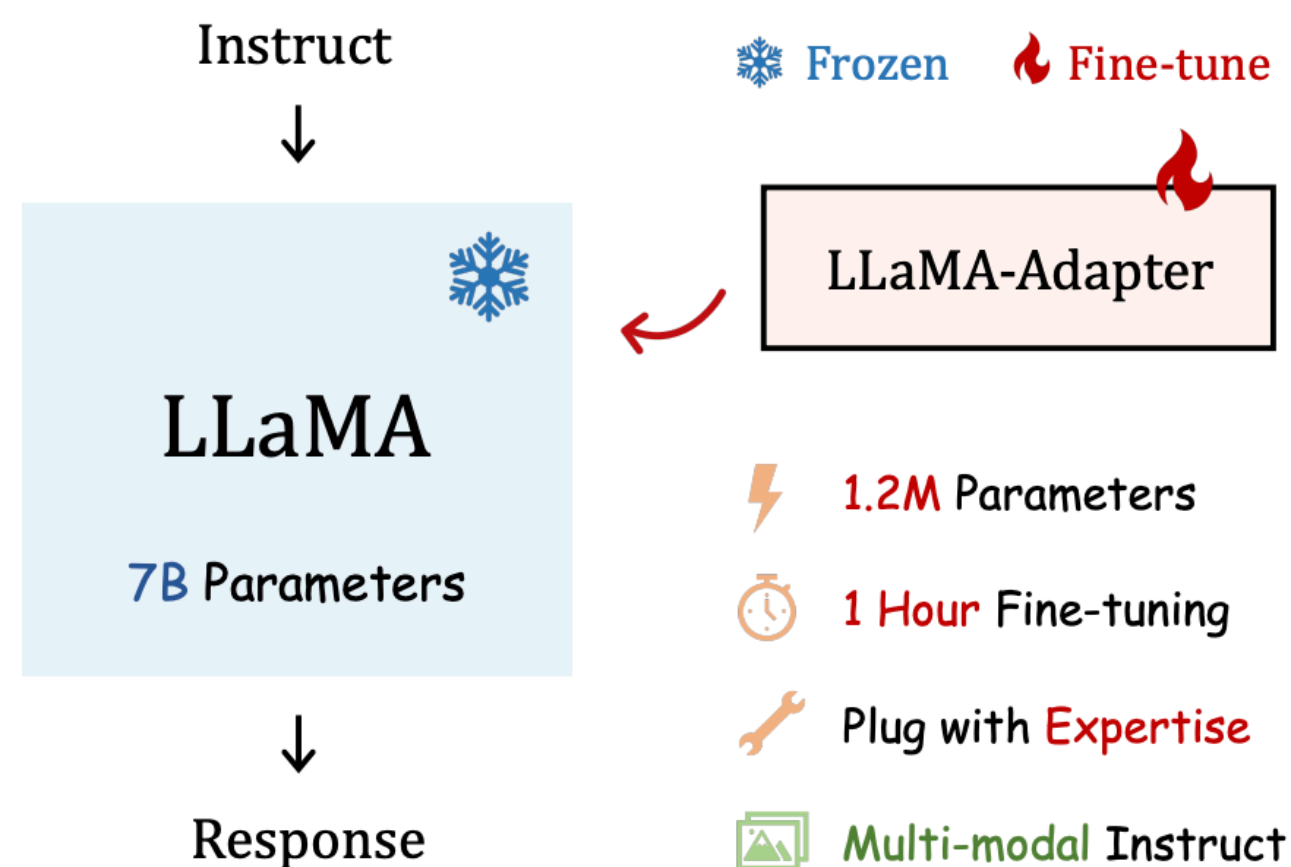 Instruct
Frozen
Fine-tune
LLaMA-Adapter
LLaMA
7B Parameters
1.2M Parameters
1 Hour Fine-tuning
Plug with Expertise
Multi-modal Instruct
Response